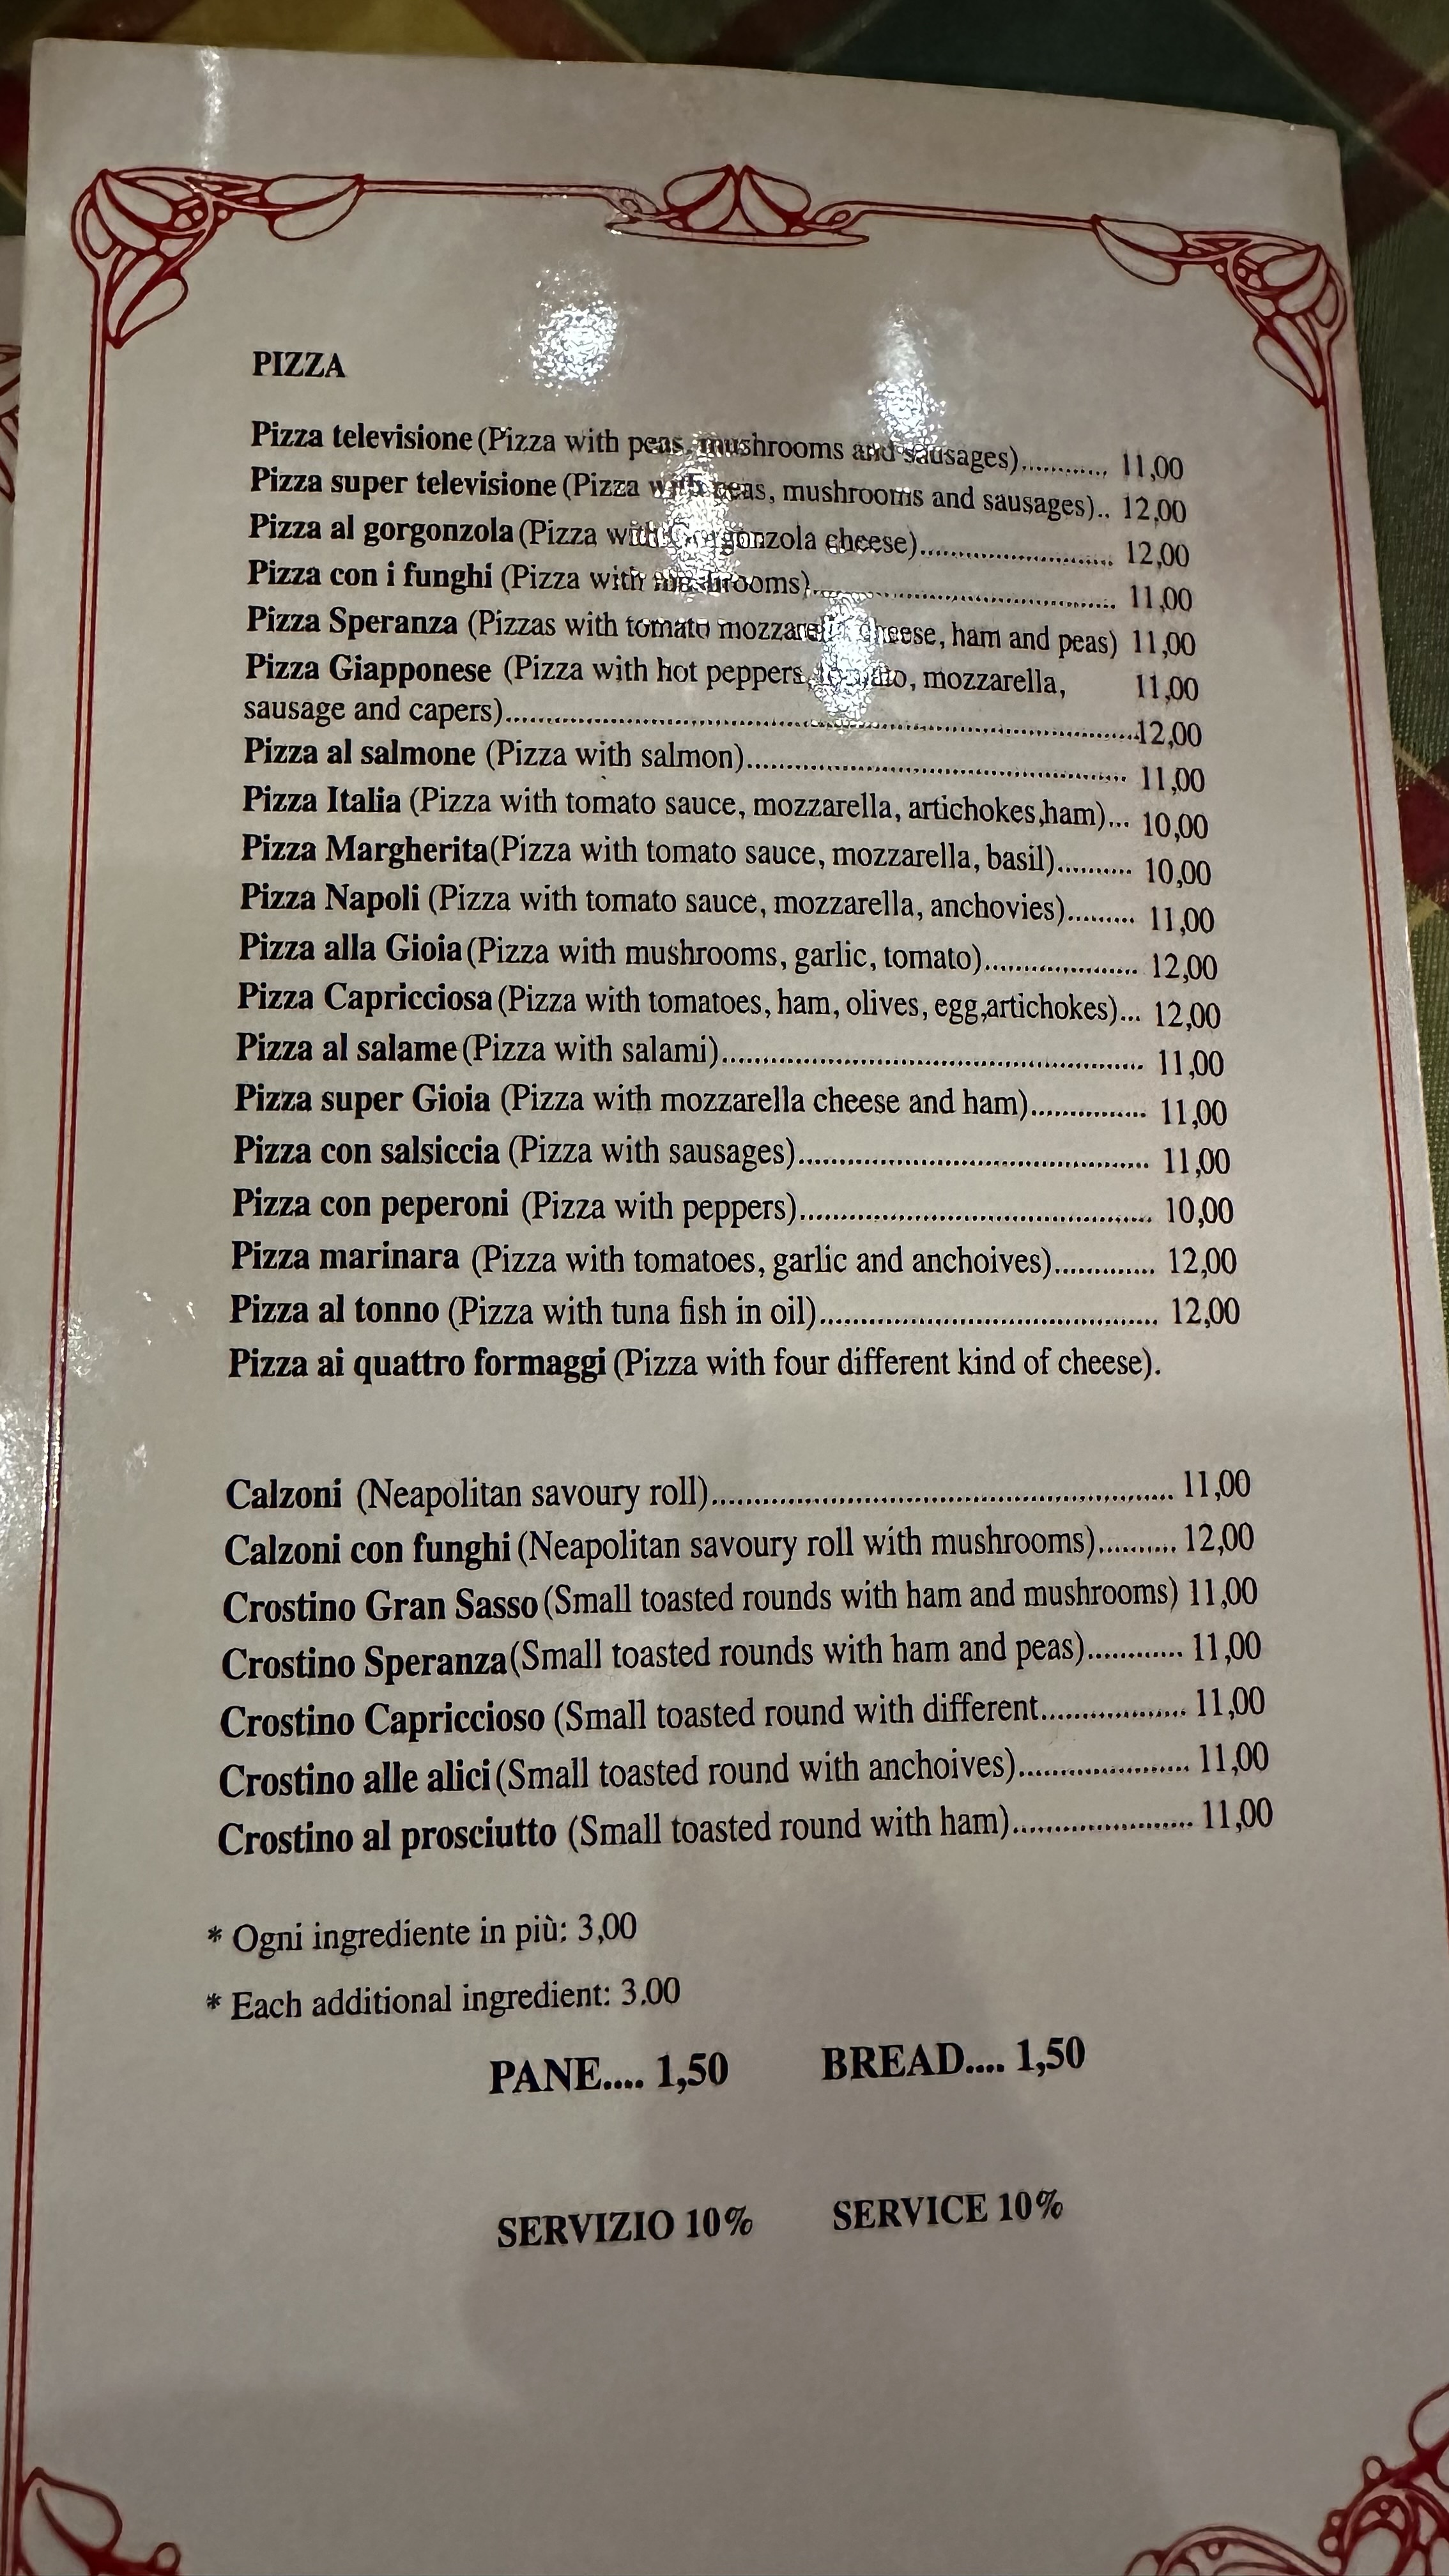 PIZZA
Pizza televisione (Pizza with peas, mushrooms and sausages)............ 11,00
Pizza super televisione (Pizza with peas, mushrooms and sausages).. 12,00
Pizza al gorgonzola (Pizza with Gorgonzola cheese)........................ 12,00
Pizza con i funghi (Pizza with mushrooms)...................................... 11,00
Pizza Speranza (Pizzas with tomato mozzarella cheese, ham and peas) 11,00
Pizza Giapponese (Pizza with hot peppers, tomato, mozzarella, 11,00
sausage and capers)................................................................................12,00
Pizza al salmone (Pizza with salmon)................................................ 11,00
Pizza Italia (Pizza with tomato sauce, mozzarella, artichokes,ham)... 10,00
Pizza Margherita(Pizza with tomato sauce, mozzarella, basil).......... 10,00
Pizza Napoli (Pizza with tomato sauce, mozzarella, anchovies)......... 11,00
Pizza alla Gioia (Pizza with mushrooms, garlic, tomato).................... 12,00
Pizza Capricciosa (Pizza with tomatoes, ham, olives, egg,artichokes)... 12,00
Pizza al salame (Pizza with salami)..................................................... 11,00
Pizza super Gioia (Pizza with mozzarella cheese and ham)............... 11,00
Pizza con salsiccia (Pizza with sausages)............................................ 11,00
Pizza con peperoni (Pizza with peppers)............................................ 10,00
Pizza marinara (Pizza with tomatoes, garlic and anchoives)............. 12,00
Pizza al tonno (Pizza with tuna fish in oil).......................................... 12,00
Pizza ai quattro formaggi (Pizza with four different kind of cheese).
Calzoni (Neapolitan savoury roll)......................................................... 11,00
Calzoni con funghi (Neapolitan savoury roll with mushrooms).......... 12,00
Crostino Gran Sasso (Small toasted rounds with ham and mushrooms) 11,00
Crostino Speranza(Small toasted rounds with ham and peas)............ 11,00
Crostino Capriccioso (Small toasted round with different.................. 11,00
Crostino alle alici (Small toasted round with anchoives)..................... 11,00
Crostino al prosciutto (Small toasted round with ham)....................... 11,00
* Ogni ingrediente in più: 3,00
* Each additional ingredient: 3.00
PANE.... 1,50 BREAD.... 1,50
SERVIZIO 10% SERVICE 10%